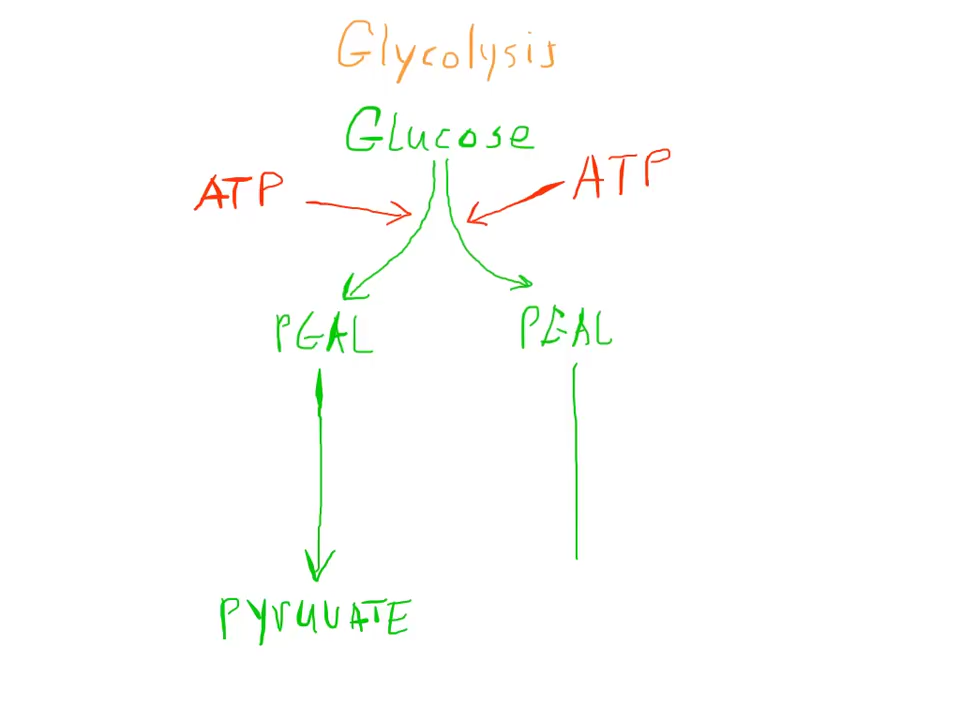 Glycolysis
Glucose
ATP
ATP
PGAL
PGAL
PYRUVATE